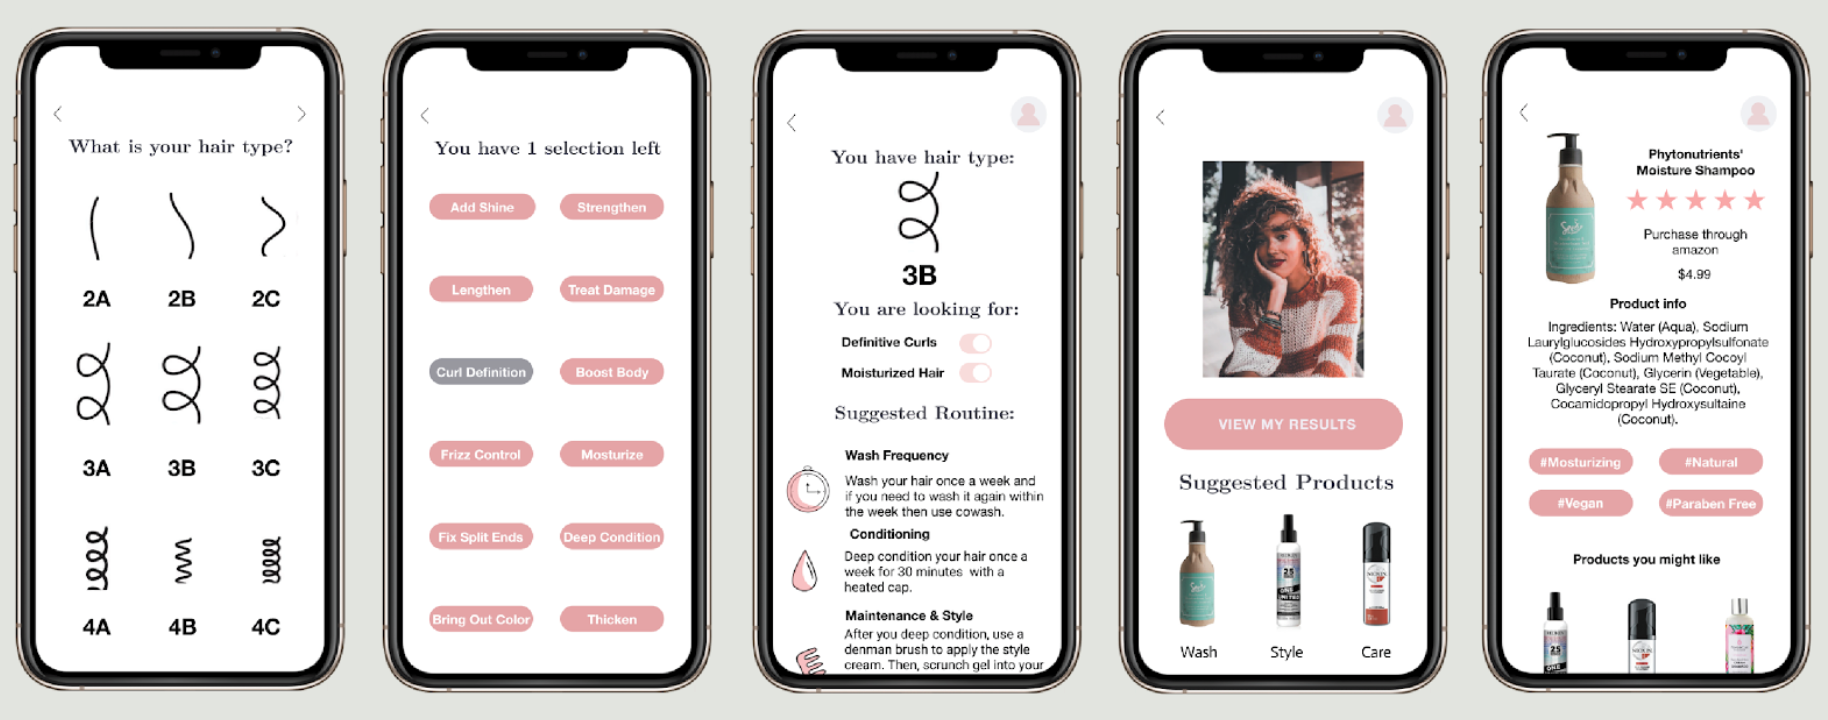 What is your hair type?
2A 2B 2C
3A 3B 3C
4A 4B 4C
You have 1 selection left
Add Shine Strengthen
Lengthen Treat Damage
Curl Definition Boost Body
Frizz Control Mosturize
Fix Split Ends Deep Condition
Bring Out Color Thicken
You have hair type:
3B
You are looking for:
Definitive Curls
Moisturized Hair
Suggested Routine:
Wash Frequency
Wash your hair once a week and
if you need to wash it again within
the week then use cowash.
Conditioning
Deep condition your hair once a
week for 30 minutes with a
heated cap.
Maintenance & Style
After you deep condition, use a
denman brush to apply the style
cream. Then, scrunch gel into your
VIEW MY RESULTS
Suggested Products
25
ONE
UNITED
Wash Style Care
Phytonutrients'
Moisture Shampoo
Purchase through
amazon
$4.99
Product info
Ingredients: Water (Aqua), Sodium
Laurylglucosides Hydroxypropylsulfonate
(Coconut), Sodium Methyl Cocoyl
Taurate (Coconut), Glycerin (Vegetable),
Glyceryl Stearate SE (Coconut),
Cocamidopropyl Hydroxysultaine
(Coconut).
#Mosturizing #Natural
#Vegan #Paraben Free
Products you might like
25
ONE